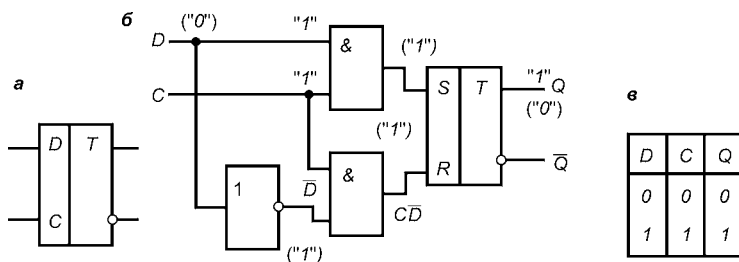 а
D T
C
б
("0")
D
C
"1"
"1"
&
("1")
("1")
1
D̅
("1")
&
CD̅
S T
R
"1" Q
("0")
Q̅
в
D C Q
0 0 0
1 1 1